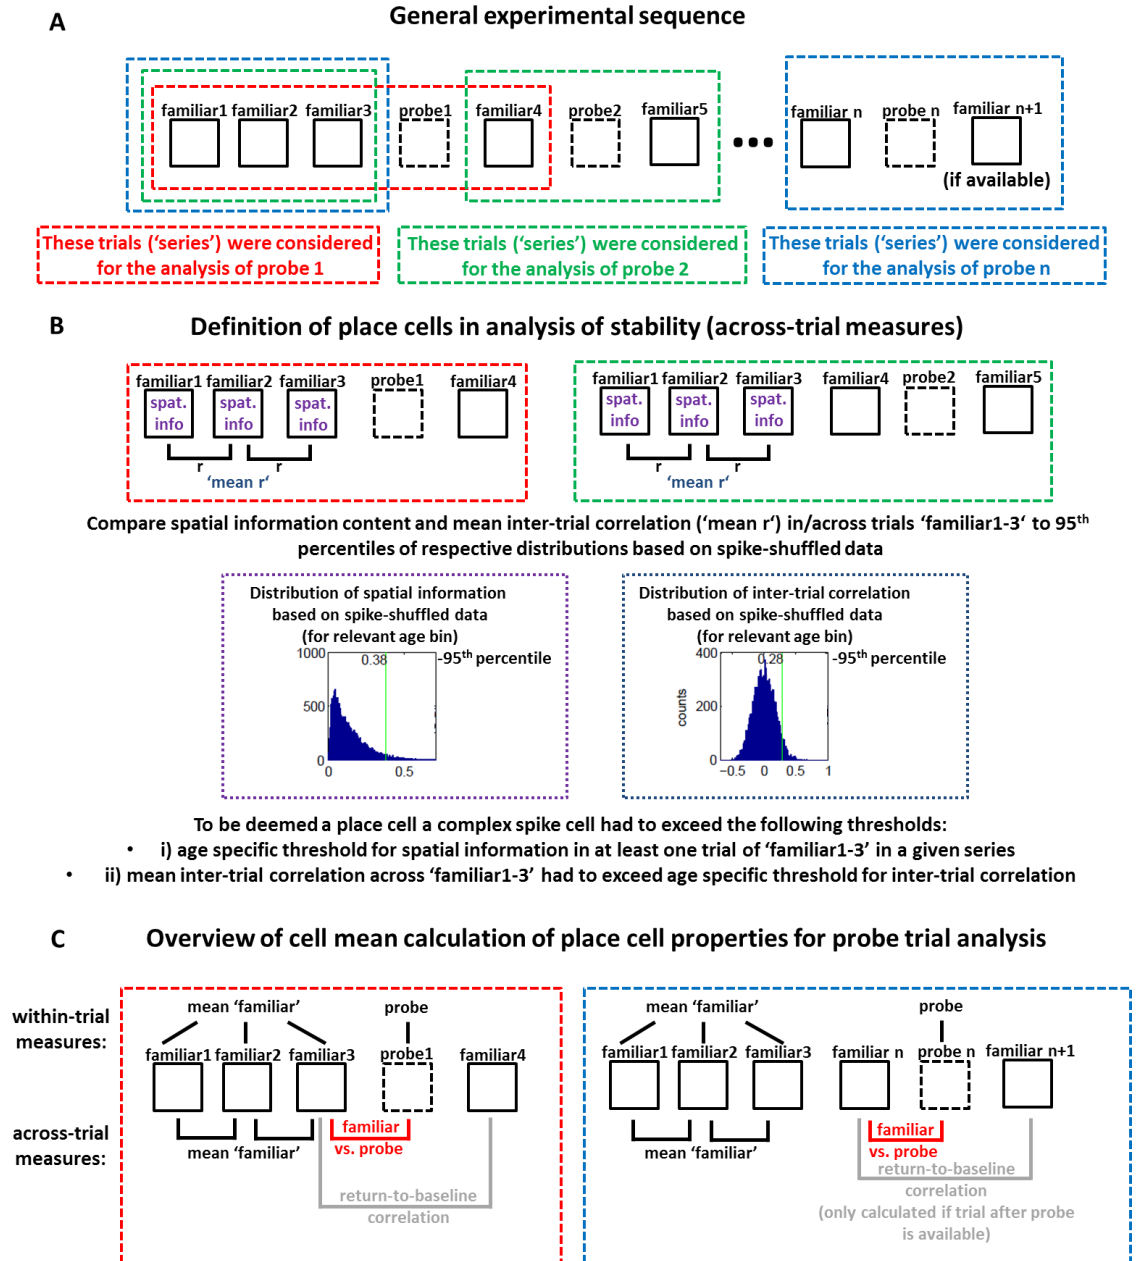 A
General experimental sequence
familiar1 familiar2 familiar3 probe1 familiar4 probe2 familiar5 familiar n probe n familiar n+1
(if available)
These trials (‘series’) were considered
for the analysis of probe 1
These trials (‘series’) were considered
for the analysis of probe 2
These trials (‘series’) were considered
for the analysis of probe n
B
Definition of place cells in analysis of stability (across-trial measures)
familiar1 familiar2 familiar3 probe1 familiar4
spat. spat. spat.
info info info
r r
‘mean r‘
familiar1 familiar2 familiar3 familiar4 probe2 familiar5
spat. spat. spat.
info info info
r r
‘mean r‘
Compare spatial information content and mean inter-trial correlation (‘mean r‘) in/across trials ‘familiar1-3‘ to 95th
percentiles of respective distributions based on spike-shuffled data
Distribution of spatial information
based on spike-shuffled data
(for relevant age bin)
1000
0.38
-95th percentile
500
0
0 0.5
Distribution of inter-trial correlation
based on spike-shuffled data
(for relevant age bin)
400
0.28
-95th percentile
counts
200
0
−0.5 0 0.5 1
To be deemed a place cell a complex spike cell had to exceed the following thresholds:
• i) age specific threshold for spatial information in at least one trial of ‘familiar1-3’ in a given series
• ii) mean inter-trial correlation across ‘familiar1-3’ had to exceed age specific threshold for inter-trial correlation
C
Overview of cell mean calculation of place cell properties for probe trial analysis
within-trial
measures:
mean ‘familiar’ probe
familiar1 familiar2 familiar3 probe1 familiar4
across-trial
measures:
mean ‘familiar’
familiar
vs. probe
return-to-baseline
correlation
mean ‘familiar’ probe
familiar1 familiar2 familiar3 familiar n probe n familiar n+1
mean ‘familiar’
familiar
vs. probe
return-to-baseline
correlation
(only calculated if trial after probe
is available)